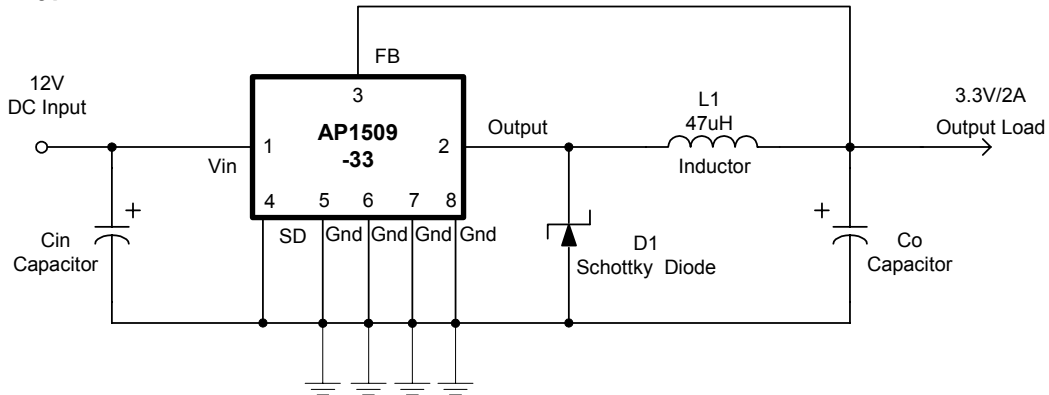 FB
12V
DC Input
3
AP1509
-33
1
2
Vin
Output
L1
47uH
Inductor
3.3V/2A
Output Load
4
5
6
7
8
SD
Gnd
Gnd
Gnd
Gnd
+
Cin
Capacitor
D1
Schottky Diode
+
Co
Capacitor